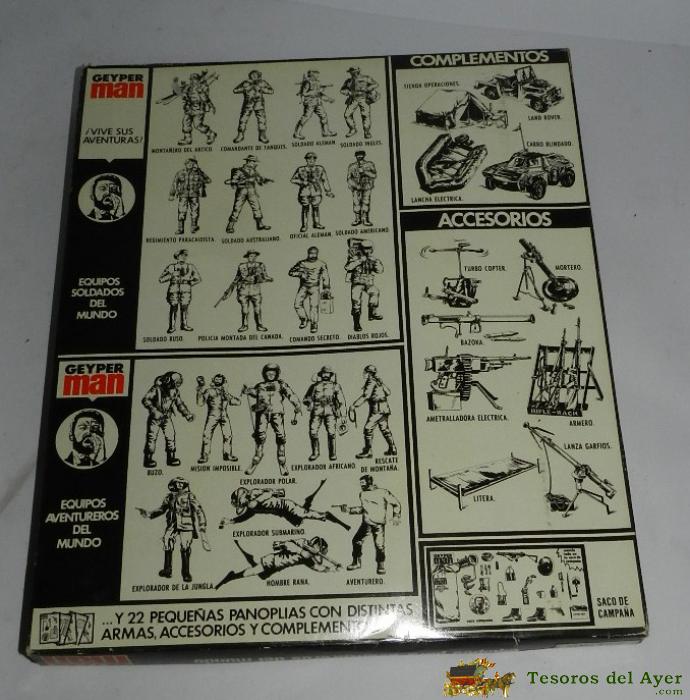 GEYPER
man
¿VIVE SUS
AVENTURAS?
EQUIPOS
SOLDADOS
DEL
MUNDO
MONTAÑERO DEL ARTICO.
COMANDANTE DE TANQUES.
SOLDADO ALEMAN
SOLDADO INGLES.
REGIMIENTO PARACAIDISTA.
SOLDADO AUSTRALIANO.
OFICIAL ALEMAN.
SOLDADO AMERICANO
SOLDADO RUSO.
POLICIA MONTADA DEL CANADA.
COMANDO SECRETO.
DIABLOS ROJOS.
GEYPER
man
EQUIPOS
AVENTUREROS
DEL
MUNDO
BUZO.
MISION IMPOSIBLE.
EXPLORADOR POLAR.
EXPLORADOR AFRICANO.
RESCATE
DE MONTAÑA.
EXPLORADOR DE LA JUNGLA.
EXPLORADOR SUBMARINO.
HOMBRE RANA.
AVENTURERO.
...Y 22 PEQUEÑAS PANOPLIAS CON DISTINTAS
ARMAS, ACCESORIOS Y COMPLEMENTO
COMPLEMENTOS
TIENDA OPERACIONES.
LAND ROVER.
LANCHA ELECTRICA.
CARRO BLINDADO.
ACCESORIOS
TURBO COPTER.
MORTERO.
BAZOKA.
AMETRALLADORA ELECTRICA.
RIFLE-RACH
ARMERO.
LITERA.
LANZA GARFIOS.
GEYPER
man
SACO DE
CAMPAÑA
Tesoros del Ayer
.com